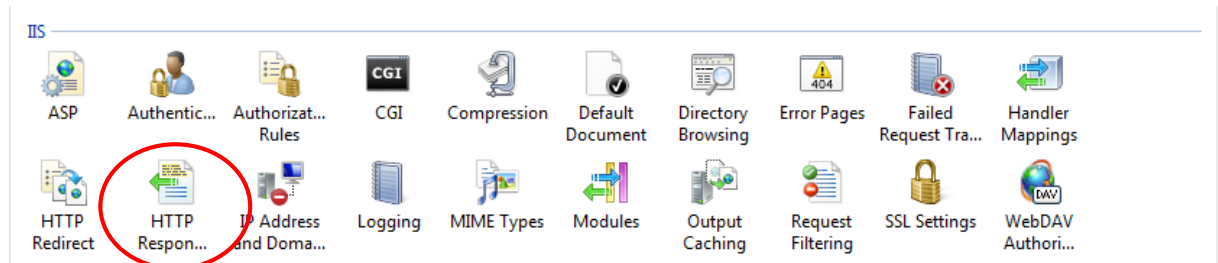 IIS
CGI
404
ASP Authentic... Authorizat... CGI Compression Default Directory Error Pages Failed Handler
Rules Document Browsing Request Tra... Mappings
DAV
HTTP HTTP IP Address Logging MIME Types Modules Output Request SSL Settings WebDAV
Redirect Respon... and Doma... Caching Filtering Authori...